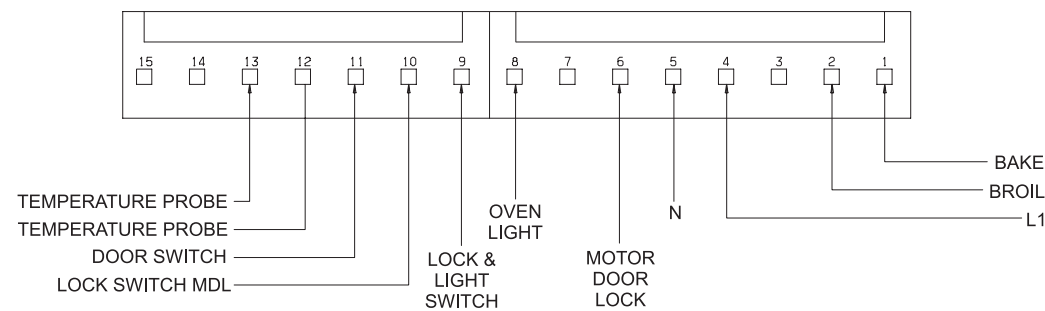 15 14 13 12 11 10 9 8 7 6 5 4 3 2 1
BAKE
BROIL
L1
TEMPERATURE PROBE
TEMPERATURE PROBE
DOOR SWITCH
LOCK SWITCH MDL
LOCK &
LIGHT
SWITCH
OVEN
LIGHT
MOTOR
DOOR
LOCK
N